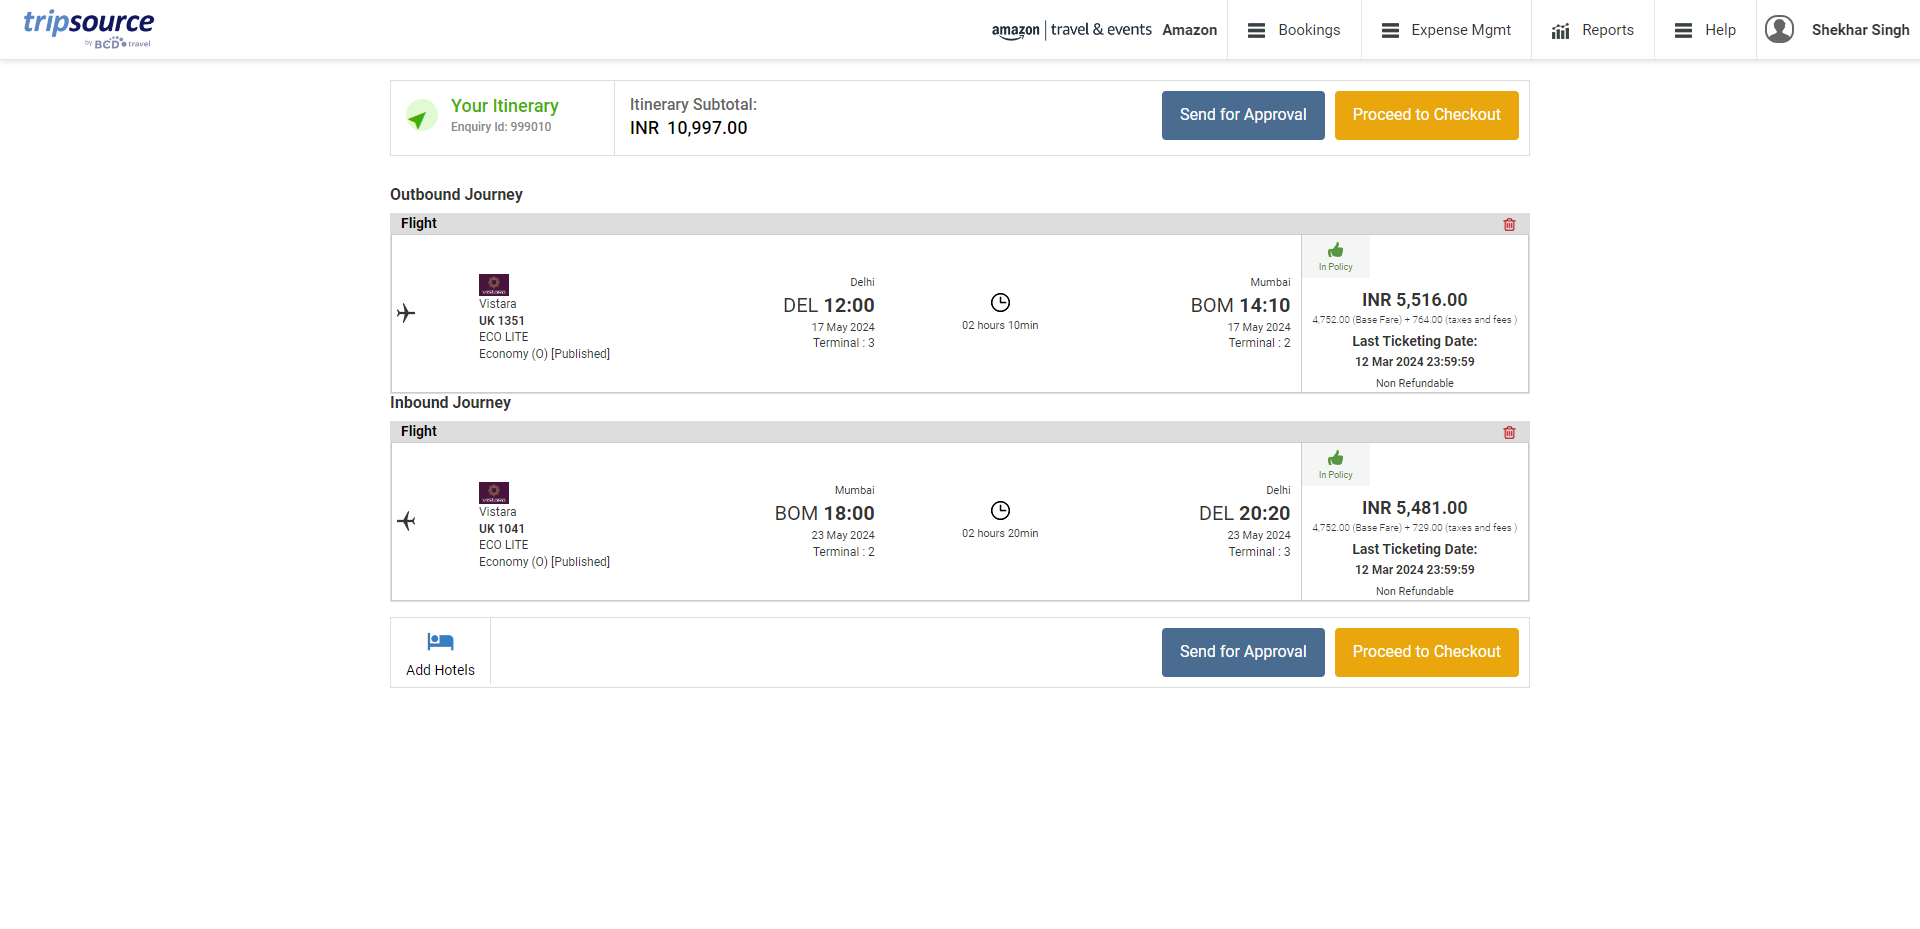 tripsource
by BCD travel
amazon travel & events Amazon
Bookings
Expense Mgmt
Reports
Help
Shekhar Singh
Your Itinerary
Enquiry Id: 999010
Itinerary Subtotal:
INR 10,997.00
Send for Approval
Proceed to Checkout
Outbound Journey
Flight
VISTARA
Vistara
UK 1351
ECO LITE
Economy (O) [Published]
Delhi
DEL 12:00
17 May 2024
Terminal : 3
02 hours 10min
Mumbai
BOM 14:10
17 May 2024
Terminal : 2
In Policy
INR 5,516.00
4,752.00 (Base Fare) + 764.00 (taxes and fees )
Last Ticketing Date:
12 Mar 2024 23:59:59
Non Refundable
Inbound Journey
Flight
VISTARA
Vistara
UK 1041
ECO LITE
Economy (O) [Published]
Mumbai
BOM 18:00
23 May 2024
Terminal : 2
02 hours 20min
Delhi
DEL 20:20
23 May 2024
Terminal : 3
In Policy
INR 5,481.00
4,752.00 (Base Fare) + 729.00 (taxes and fees )
Last Ticketing Date:
12 Mar 2024 23:59:59
Non Refundable
Add Hotels
Send for Approval
Proceed to Checkout